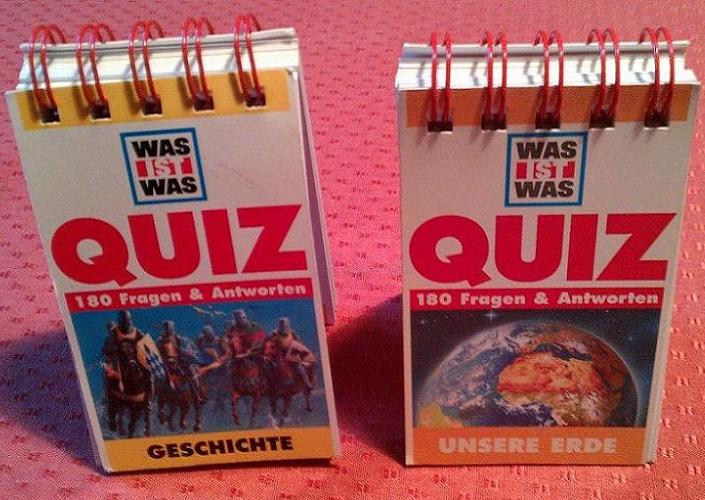 WAS
IST
WAS
QUIZ
180 Fragen & Antworten
GESCHICHTE
WAS
IST
WAS
QUIZ
180 Fragen & Antworten
UNSERE ERDE